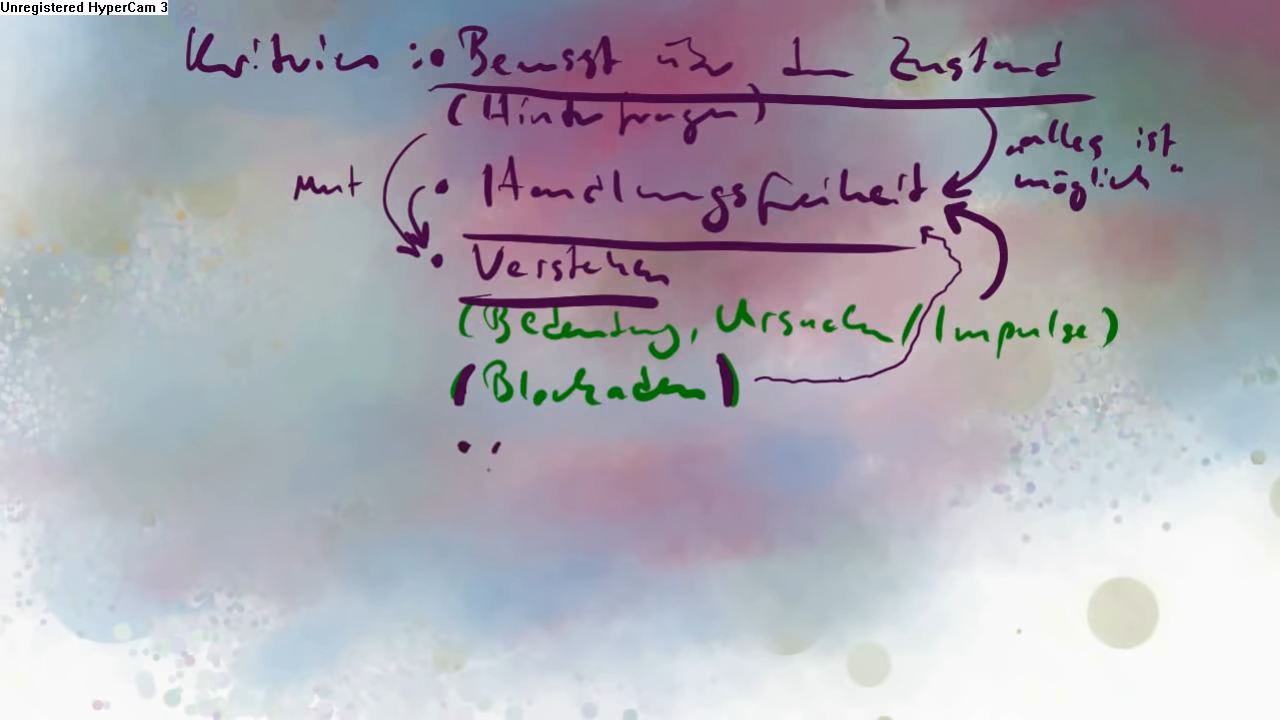 Unregistered HyperCam 3
Kriterien : • Bewusst über den Zustand
(Hinterfragen)
„alles ist
möglich“
Mut
• Handlungsfreiheit
• Verstehen
(Bedeutung, Ursachen / Impulse)
(Blockaden)
•